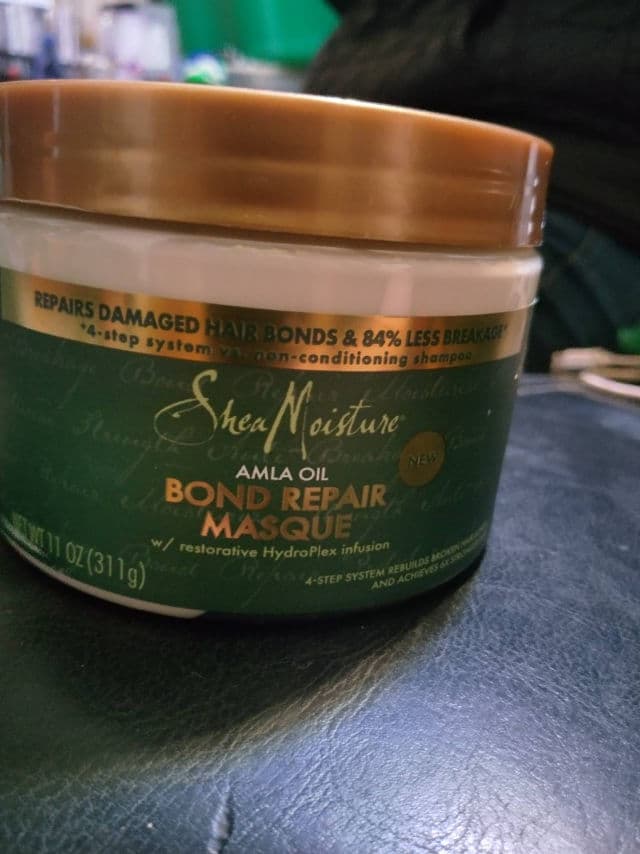 REPAIRS DAMAGED HAIR BONDS & 84% LESS BREAKAGE*
*4-step system vs. non-conditioning shampoo
SheaMoisture
NEW
AMLA OIL
BOND REPAIR
MASQUE
w/ restorative HydroPlex infusion
NET WT 11 OZ (311g)
4-STEP SYSTEM REBUILDS BROKEN
AND ACHIEVES 6X